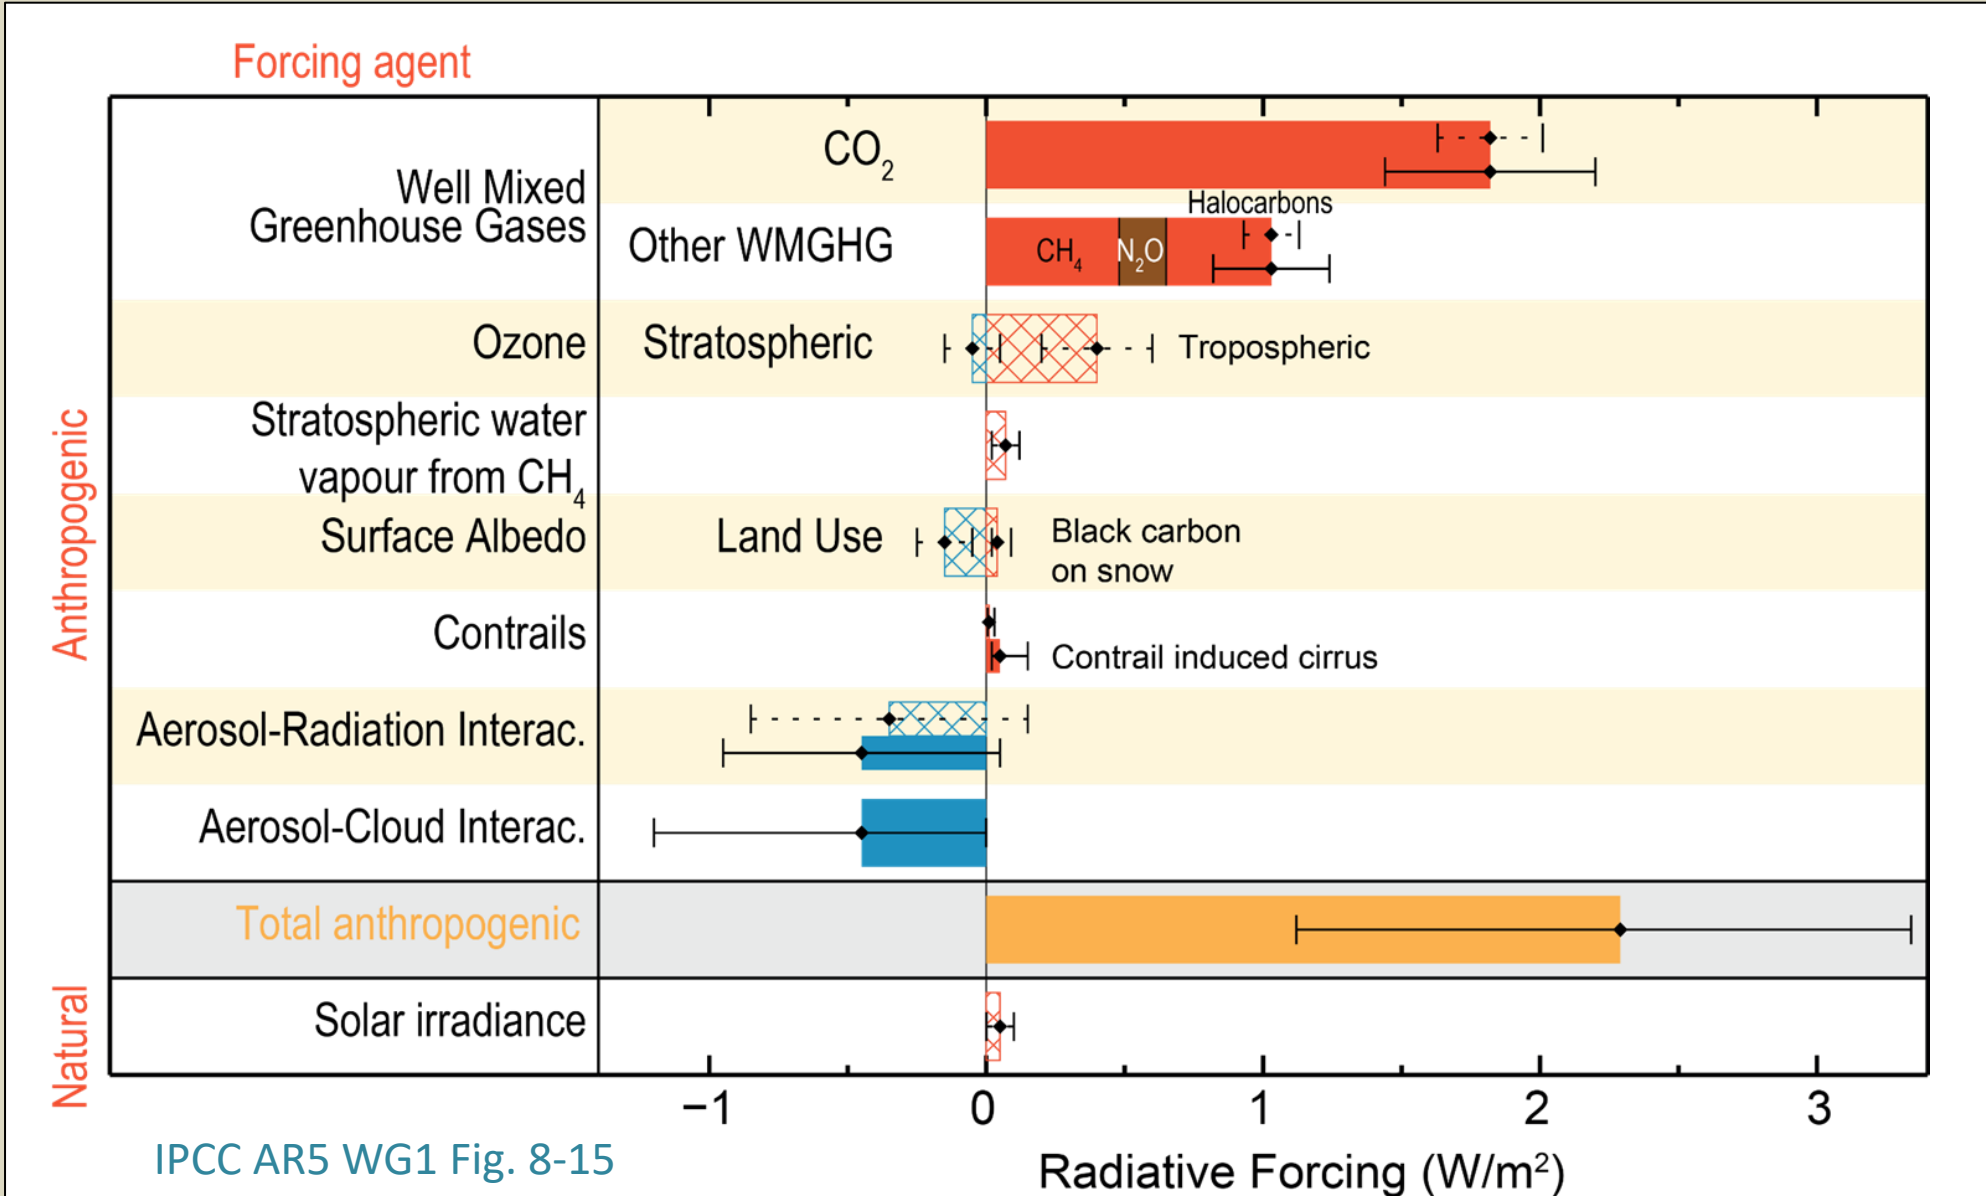 Forcing agent
Anthropogenic
Natural
Well Mixed
Greenhouse Gases
CO2
Other WMGHG
Halocarbons
CH4
N2O
Ozone
Stratospheric
Tropospheric
Stratospheric water
vapour from CH4
Surface Albedo
Land Use
Black carbon
on snow
Contrails
Contrail induced cirrus
Aerosol-Radiation Interac.
Aerosol-Cloud Interac.
Total anthropogenic
Solar irradiance
−1 0 1 2 3
Radiative Forcing (W/m²)
IPCC AR5 WG1 Fig. 8-15